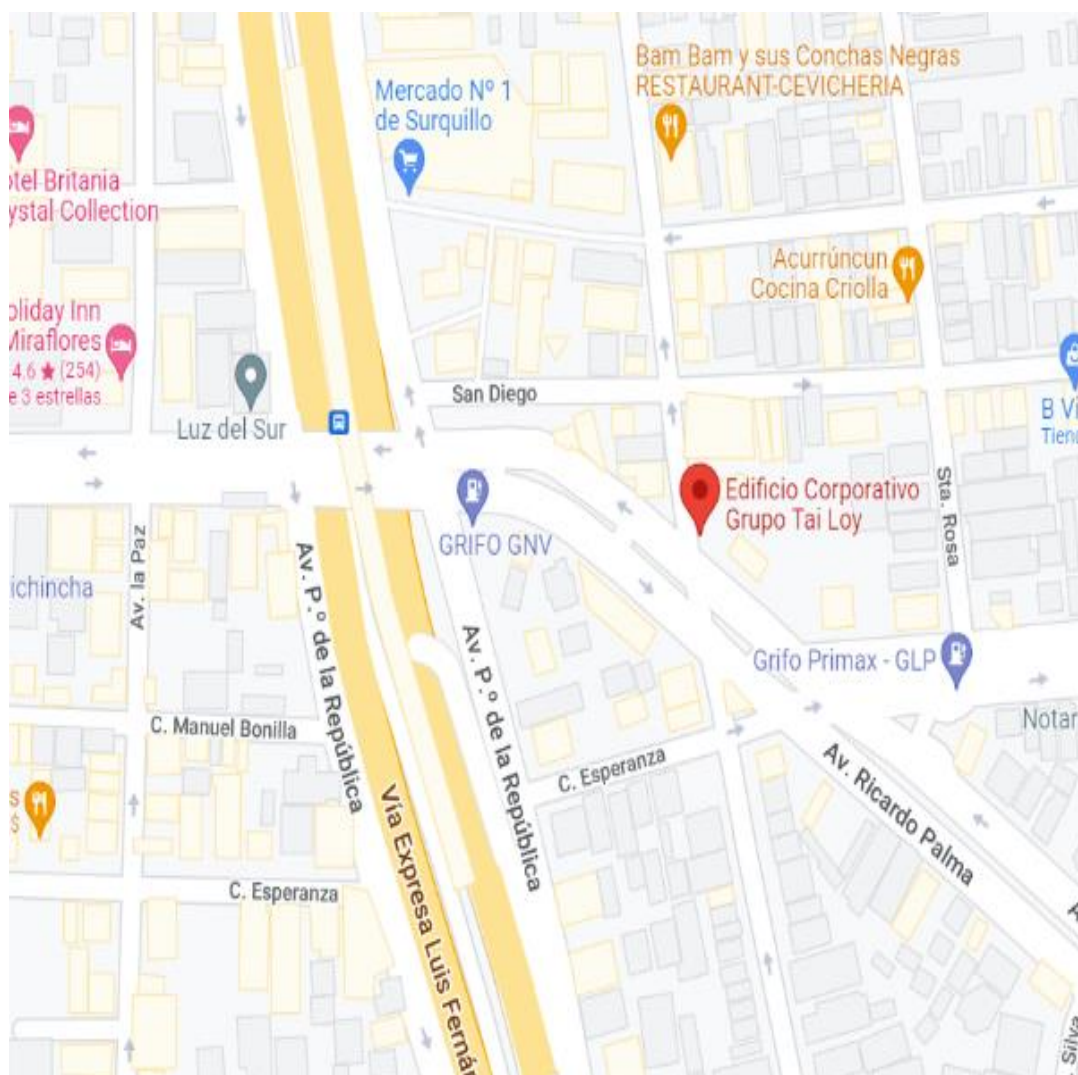 Bam Bam y sus Conchas Negras
RESTAURANT-CEVICHERIA
Mercado Nº 1
de Surquillo
otel Britania
ystal Collection
Acurrúncun
Cocina Criolla
oliday Inn
Miraflores
4.6 ★ (254)
e 3 estrellas
San Diego
Luz del Sur
B Vi
Tiend
Edificio Corporativo
Grupo Tai Loy
Sta. Rosa
GRIFO GNV
Av. la Paz
ichincha
Av. P.º de la República
Av. P.º de la República
Grifo Primax - GLP
Notar
C. Manuel Bonilla
C. Esperanza
Av. Ricardo Palma
s
$
Vía Expresa Luis Fernán
C. Esperanza
A
. Silva